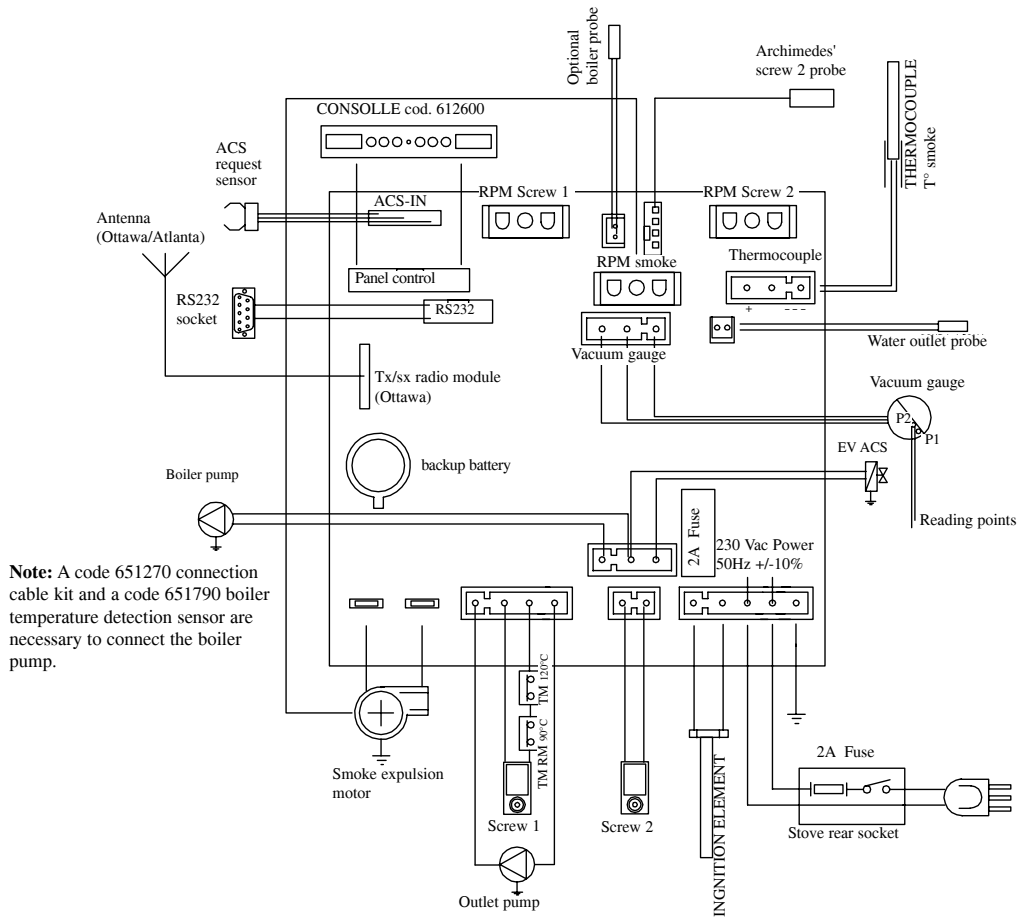 Optional
boiler probe
Archimedes'
screw 2 probe
THERMOCOUPLE
T° smoke
CONSOLLE cod. 612600
ACS
request
sensor
ACS-IN
RPM Screw 1
RPM Screw 2
Antenna
(Ottawa/Atlanta)
Panel control
RPM smoke
Thermocouple
+
---
RS232
socket
RS232
Vacuum gauge
Water outlet probe
Tx/sx radio module
(Ottawa)
Vacuum gauge
P2
P1
backup battery
EV ACS
Boiler pump
Reading points
2A Fuse
230 Vac Power
50Hz +/-10%
Note: A code 651270 connection
cable kit and a code 651790 boiler
temperature detection sensor are
necessary to connect the boiler
pump.
TM 120°C
TM RM 90°C
Smoke expulsion
motor
Screw 1
Screw 2
INGNITION ELEMENT
2A Fuse
Stove rear socket
Outlet pump